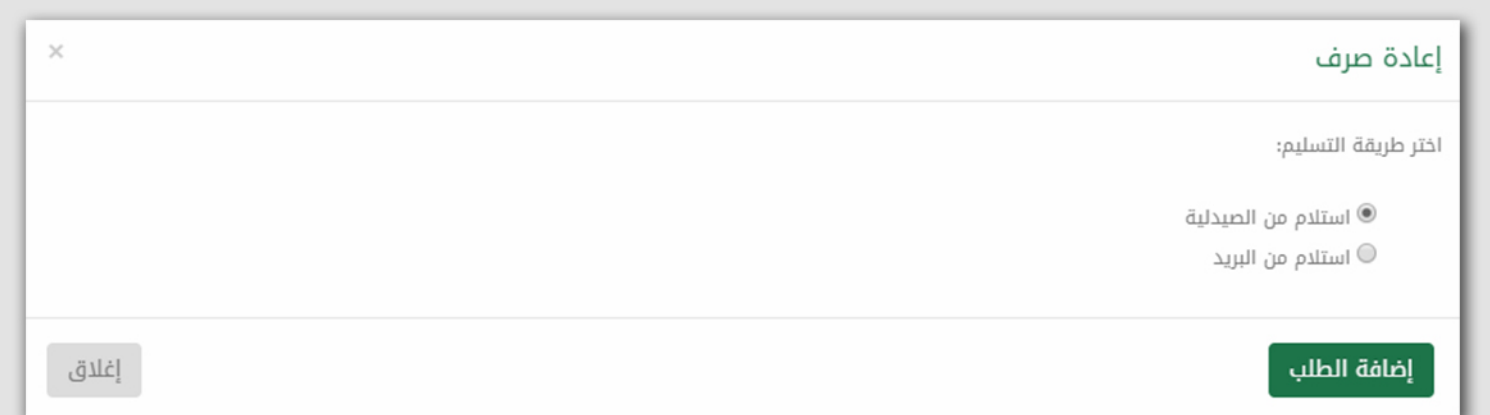 إعادة صرف ×
اختر طريقة التسليم:
استلام من الصيدلية
استلام من البريد
إضافة الطلب إغلاق